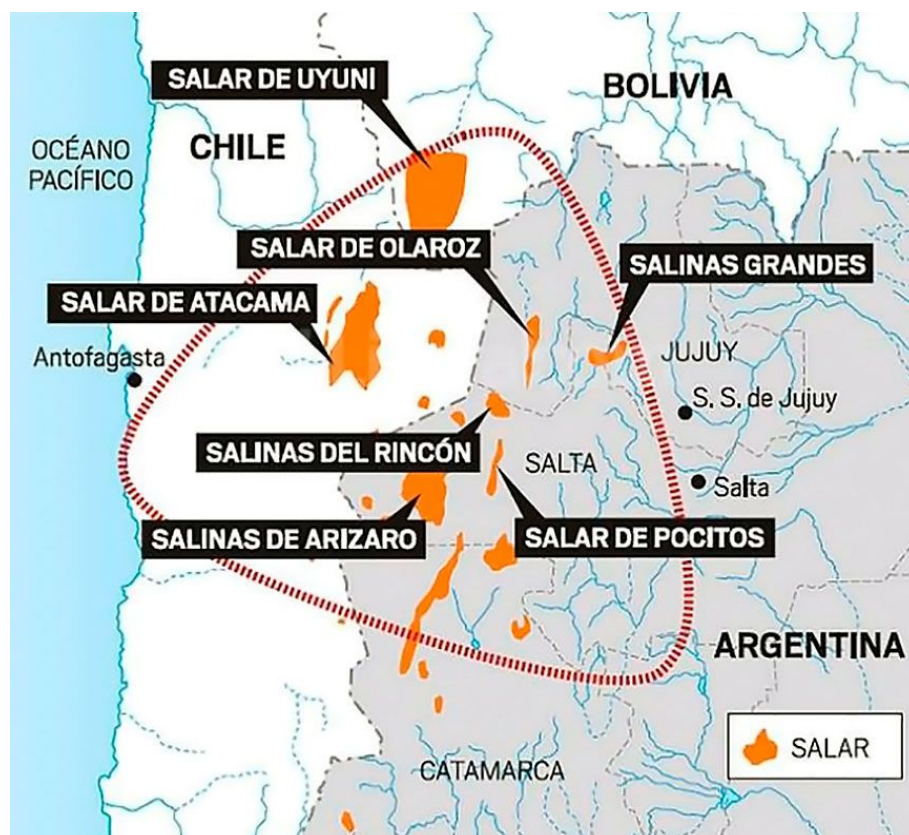 SALAR DE UYUNI
BOLIVIA
OCÉANO
PACÍFICO
CHILE
SALAR DE OLAROZ
SALINAS GRANDES
SALAR DE ATACAMA
Antofagasta
JUJUY
S. S. de Jujuy
SALINAS DEL RINCÓN
SALTA
Salta
SALINAS DE ARIZARO
SALAR DE POCITOS
ARGENTINA
SALAR
CATAMARCA